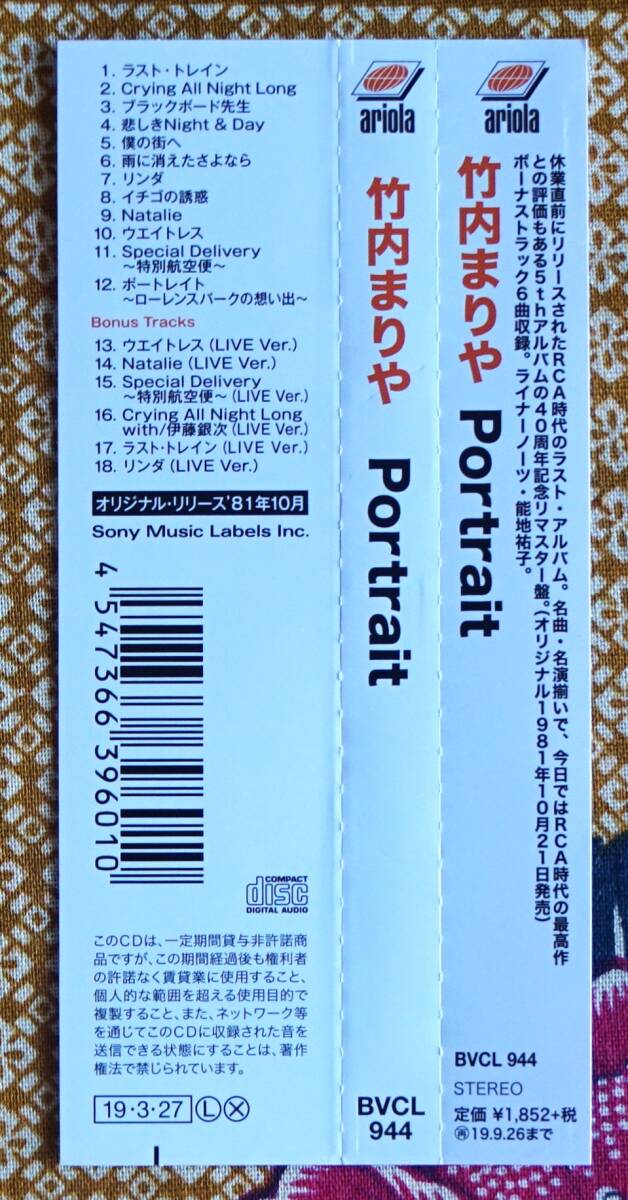 1. ラスト・トレイン
2. Crying All Night Long
3. ブラックボード先生
4. 悲しきNight & Day
5. 僕の街へ
6. 雨に消えたさよなら
7. リンダ
8. イチゴの誘惑
9. Natalie
10. ウエイトレス
11. Special Delivery
〜特別航空便〜
12. ポートレイト
〜ローレンスパークの想い出〜
Bonus Tracks
13. ウエイトレス (LIVE Ver.)
14. Natalie (LIVE Ver.)
15. Special Delivery
〜特別航空便〜 (LIVE Ver.)
16. Crying All Night Long
with/伊藤銀次 (LIVE Ver.)
17. ラスト・トレイン (LIVE Ver.)
18. リンダ (LIVE Ver.)
オリジナル・リリース'81年10月
Sony Music Labels Inc.
4 547366 396010
COMPACT
disc
DIGITAL AUDIO
このCDは、一定期間貸与非許諾商
品ですが、この期間経過後も権利者
の許諾なく賃貸業に使用すること、
個人的な範囲を超える使用目的で
複製すること、また、ネットワーク等
を通じてこのCDに収録された音を
送信できる状態にすることは、著作
権法で禁じられています。
19・3・27 Ⓛ Ⓧ
ariola
竹内まりや Portrait
BVCL
944
ariola
竹内まりや Portrait
休業直前にリリースされたRCA時代のラスト・アルバム。名曲・名演揃いで、今日ではRCA時代の最高作
との評価もある5thアルバムの40周年記念リマスター盤。(オリジナル1981年10月21日発売)
ボーナストラック6曲収録。ライナーノーツ・能地祐子。
BVCL 944
STEREO
定価 ¥1,852+税
㊢19.9.26まで